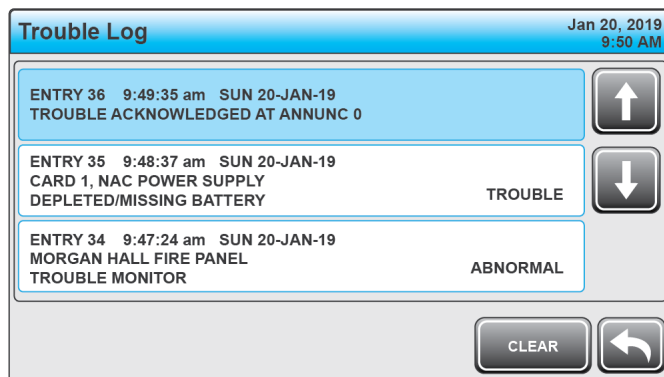 Trouble Log
Jan 20, 2019
9:50 AM
ENTRY 36 9:49:35 am SUN 20-JAN-19
TROUBLE ACKNOWLEDGED AT ANNUNC 0
ENTRY 35 9:48:37 am SUN 20-JAN-19
CARD 1, NAC POWER SUPPLY
DEPLETED/MISSING BATTERY TROUBLE
ENTRY 34 9:47:24 am SUN 20-JAN-19
MORGAN HALL FIRE PANEL
TROUBLE MONITOR ABNORMAL
CLEAR